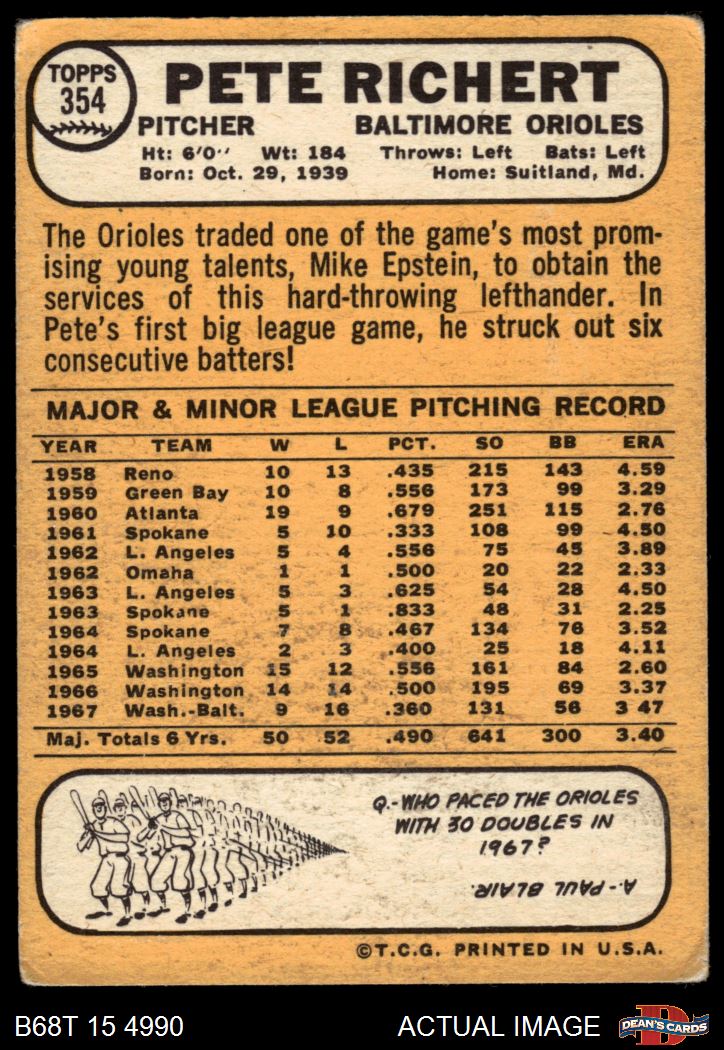 TOPPS
354
PETE RICHERT
PITCHER BALTIMORE ORIOLES
Ht: 6'0'' Wt: 184 Throws: Left Bats: Left
Born: Oct. 29, 1939 Home: Suitland, Md.
The Orioles traded one of the game's most prom-
ising young talents, Mike Epstein, to obtain the
services of this hard-throwing lefthander. In
Pete's first big league game, he struck out six
consecutive batters!
MAJOR & MINOR LEAGUE PITCHING RECORD
YEAR TEAM W L PCT. SO BB ERA
1958 Reno 10 13 .435 215 143 4.59
1959 Green Bay 10 8 .556 173 99 3.29
1960 Atlanta 19 9 .679 251 115 2.76
1961 Spokane 5 10 .333 108 99 4.50
1962 L. Angeles 5 4 .556 75 45 3.89
1962 Omaha 1 1 .500 20 22 2.33
1963 L. Angeles 5 3 .625 54 28 4.50
1963 Spokane 5 1 .833 48 31 2.25
1964 Spokane 7 8 .467 134 76 3.52
1964 L. Angeles 2 3 .400 25 18 4.11
1965 Washington 15 12 .556 161 84 2.60
1966 Washington 14 14 .500 195 69 3.37
1967 Wash.-Balt. 9 16 .360 131 56 3 47
Maj. Totals 6 Yrs. 50 52 .490 641 300 3.40
Q.-WHO PACED THE ORIOLES
WITH 30 DOUBLES IN
1967?
A.-PAUL BLAIR.
©T.C.G. PRINTED IN U.S.A.
B68T 15 4990 ACTUAL IMAGE D DEAN'S CARDS